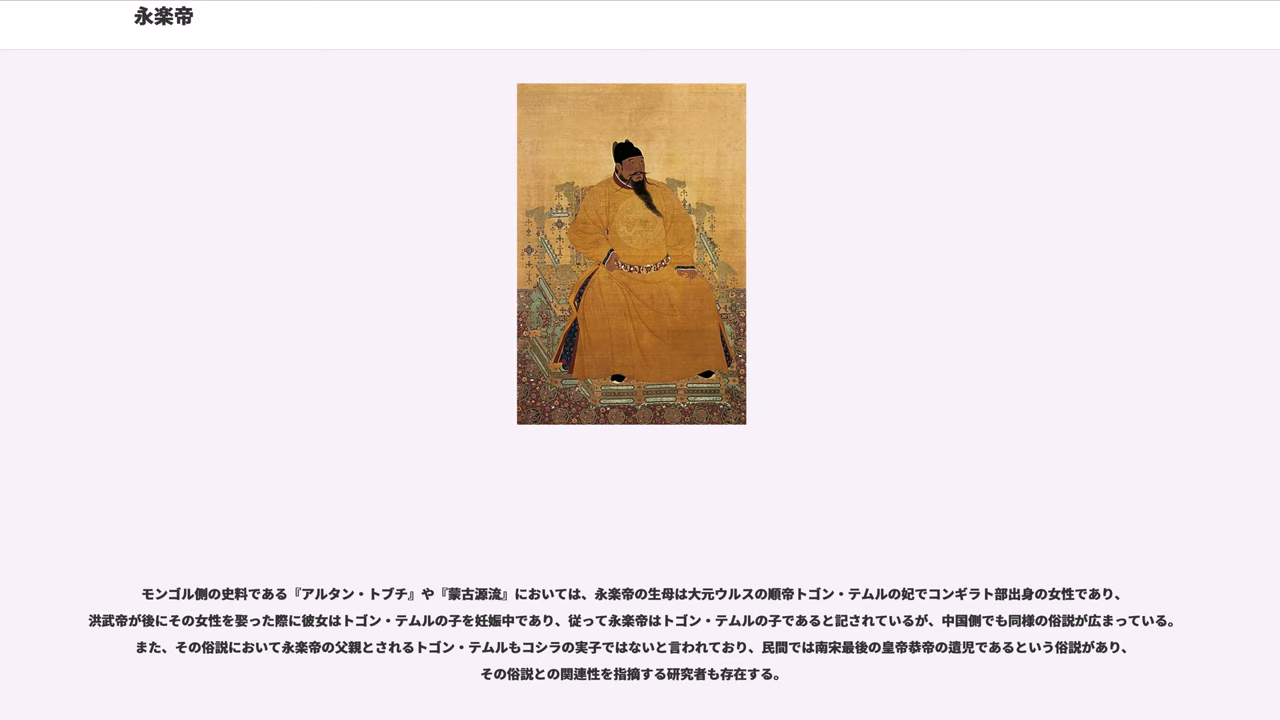 永楽帝
モンゴル側の史料である『アルタン・トブチ』や『蒙古源流』においては、永楽帝の生母は大元ウルスの順帝トゴン・テムルの妃でコンギラト部出身の女性であり、
洪武帝が後にその女性を娶った際に彼女はトゴン・テムルの子を妊娠中であり、従って永楽帝はトゴン・テムルの子であると記されているが、中国側でも同様の俗説が広まっている。
また、その俗説において永楽帝の父親とされるトゴン・テムルもコシラの実子ではないと言われており、民間では南宋最後の皇帝恭帝の遺児であるという俗説があり、
その俗説との関連性を指摘する研究者も存在する。